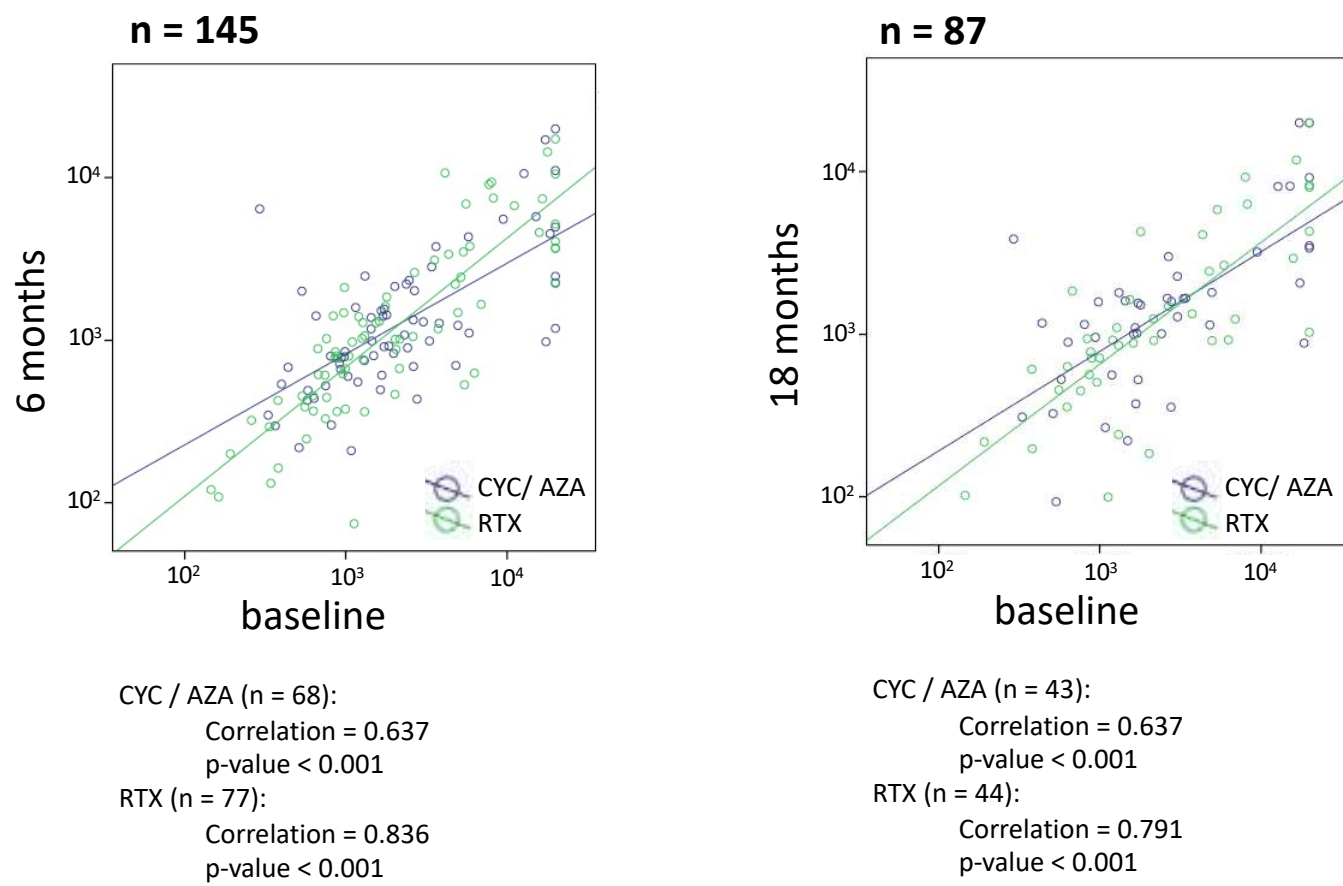 n = 145
6 months
10⁴
10³
10²
10² 10³ 10⁴
baseline
CYC/ AZA
RTX
CYC / AZA (n = 68):
Correlation = 0.637
p-value < 0.001
RTX (n = 77):
Correlation = 0.836
p-value < 0.001
n = 87
18 months
10⁴
10³
10²
10² 10³ 10⁴
baseline
CYC/ AZA
RTX
CYC / AZA (n = 43):
Correlation = 0.637
p-value < 0.001
RTX (n = 44):
Correlation = 0.791
p-value < 0.001